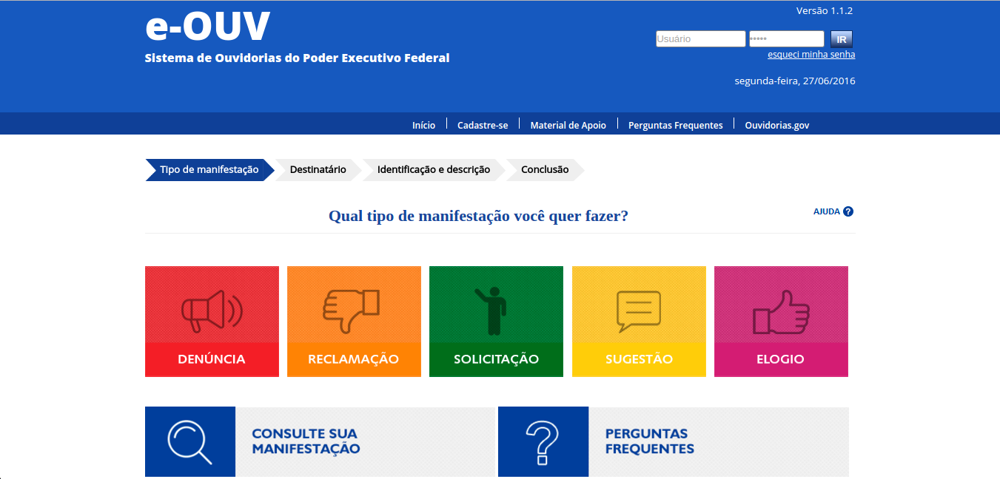 e-OUV
Versão 1.1.2
Usuário
IR
esqueci minha senha
Sistema de Ouvidorias do Poder Executivo Federal
segunda-feira, 27/06/2016
Início
Cadastre-se
Material de Apoio
Perguntas Frequentes
Ouvidorias.gov
Tipo de manifestação
Destinatário
Identificação e descrição
Conclusão
Qual tipo de manifestação você quer fazer?
AJUDA ?
DENÚNCIA
RECLAMAÇÃO
SOLICITAÇÃO
SUGESTÃO
ELOGIO
CONSULTE SUA
MANIFESTAÇÃO
PERGUNTAS
FREQUENTES